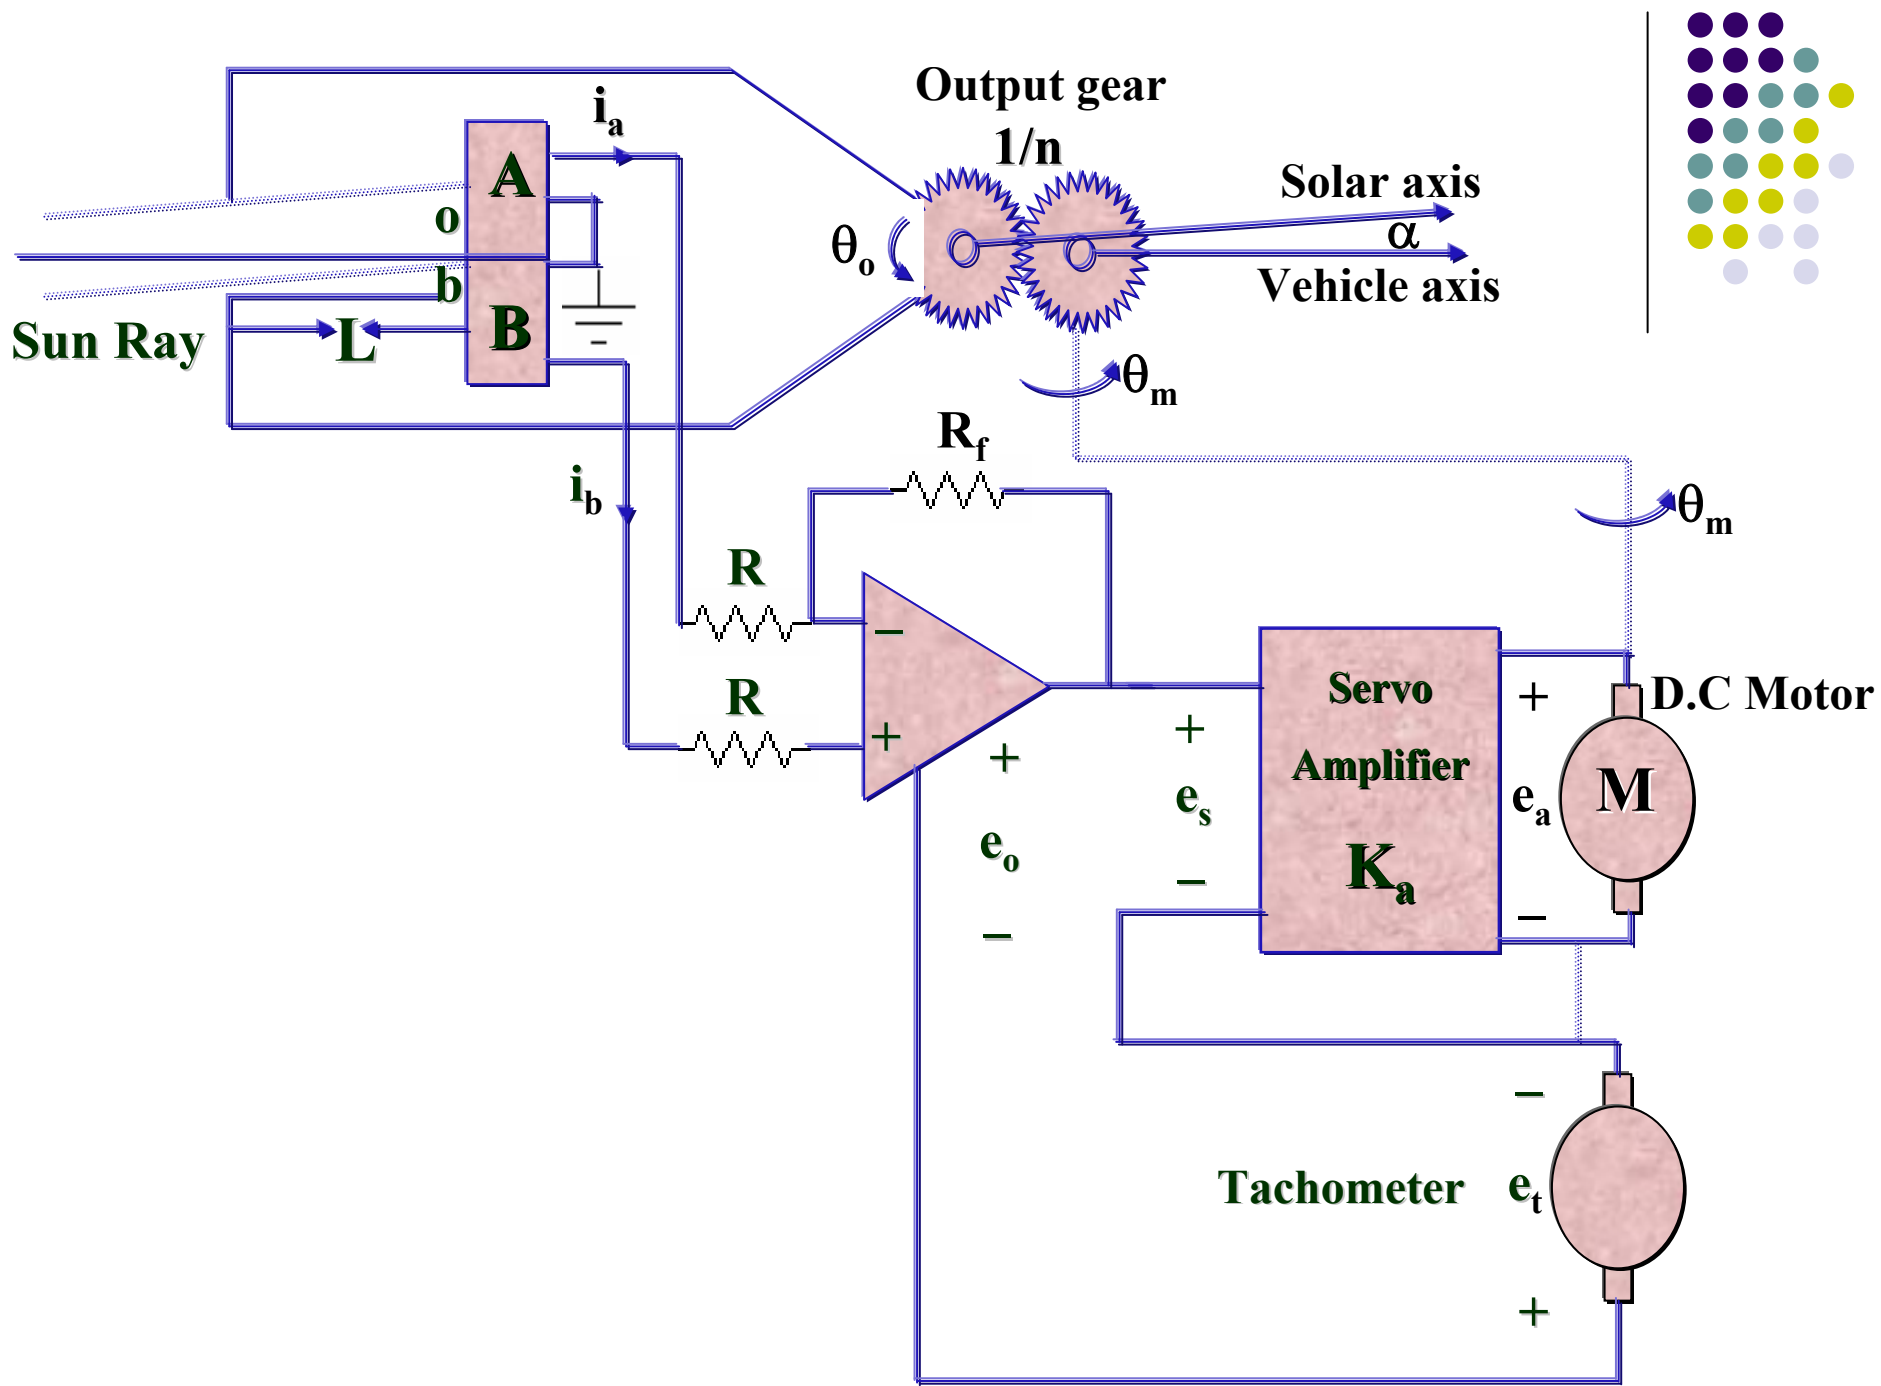 Output gear
1/n
i_a
A
o
b
B
L
Sun Ray
θ_o
Solar axis
α
Vehicle axis
θ_m
R_f
i_b
R
−
R
+
θ_m
+
e_o
−
+
e_s
−
Servo
Amplifier
K_a
+
e_a
−
D.C Motor
M
−
Tachometer
e_t
+